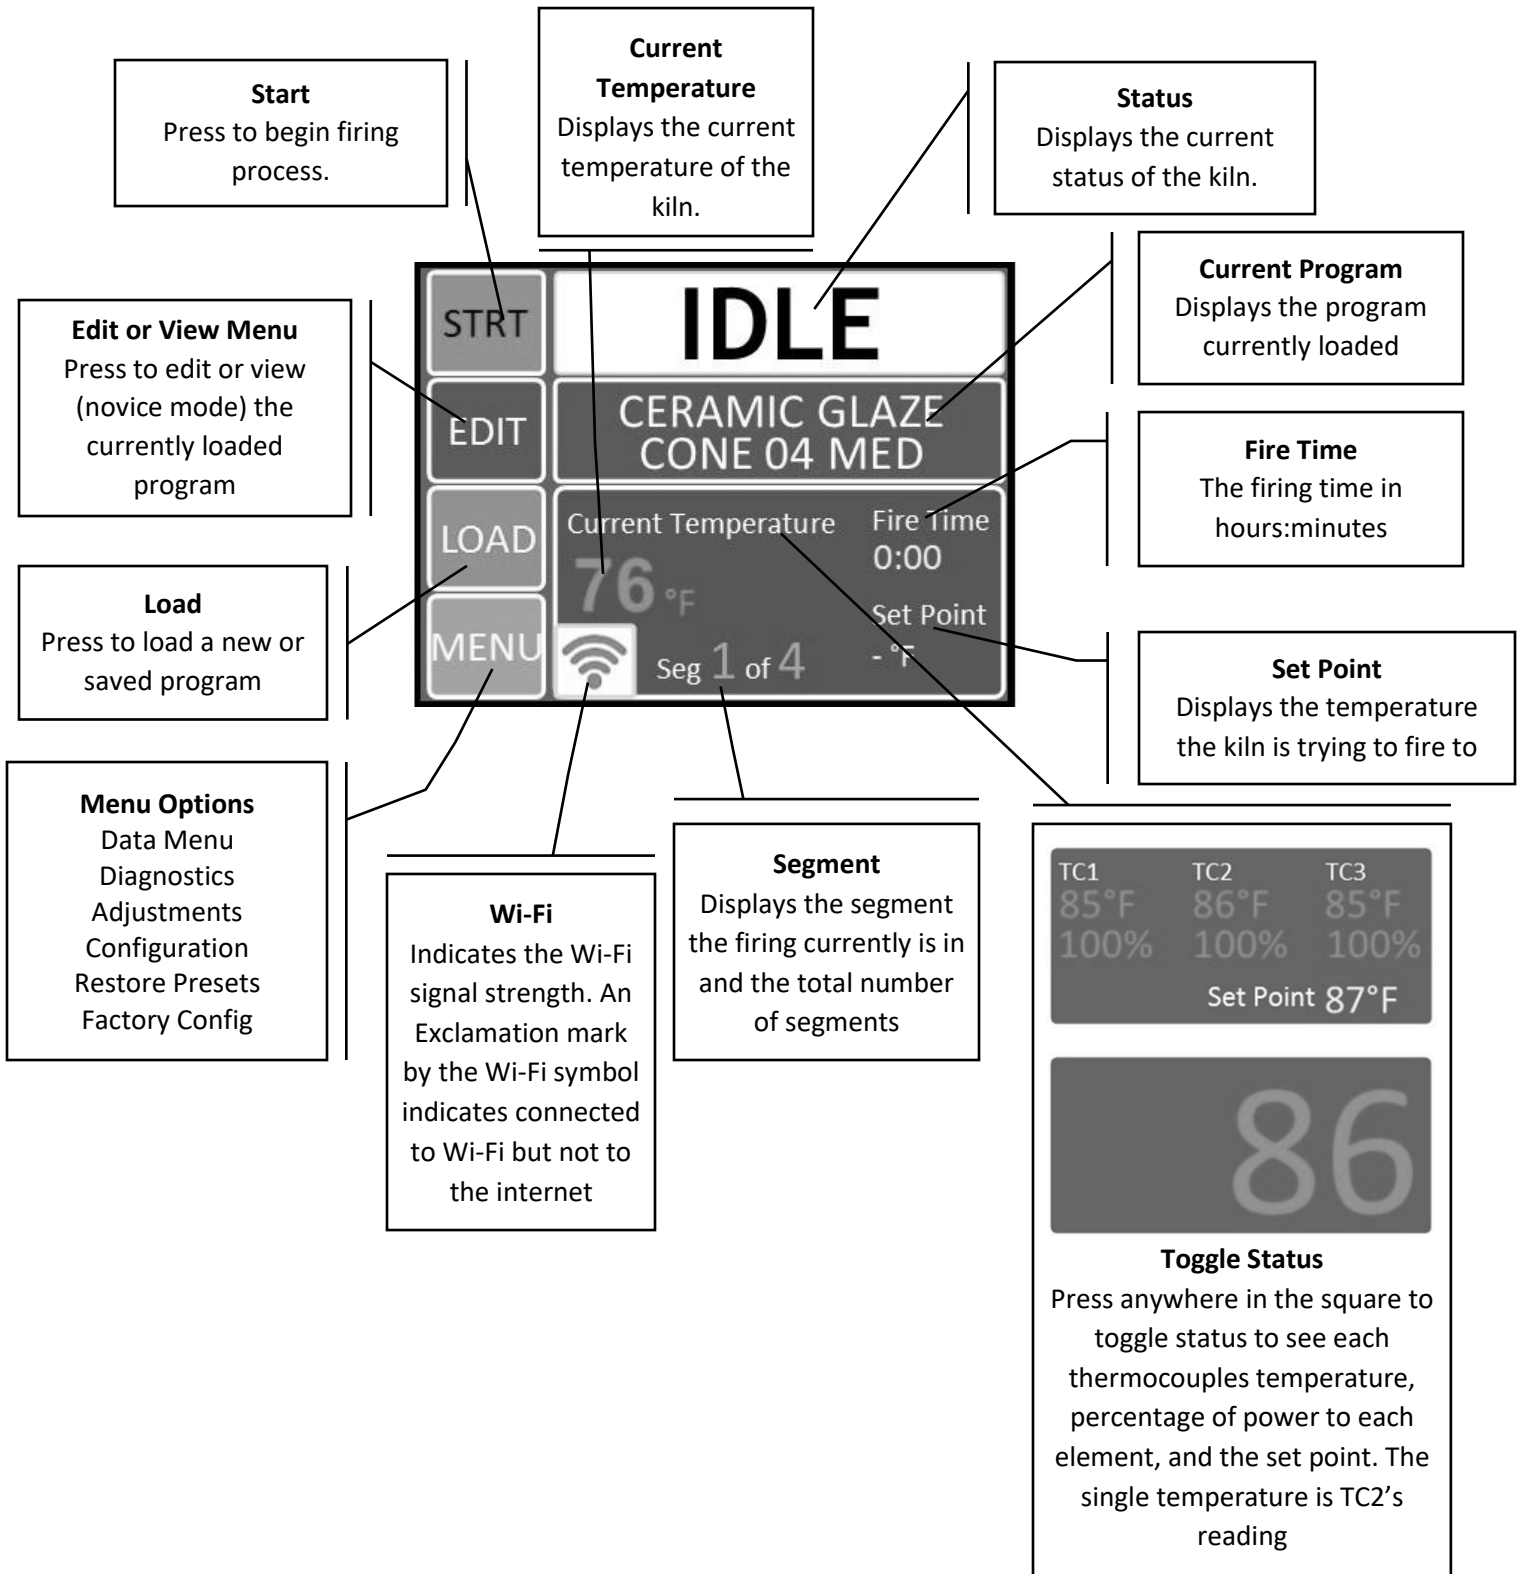 Current
Temperature
Displays the current
temperature of the
kiln.
Start
Press to begin firing
process.
Status
Displays the current
status of the kiln.
Current Program
Displays the program
currently loaded
Edit or View Menu
Press to edit or view
(novice mode) the
currently loaded
program
STRT
IDLE
EDIT
CERAMIC GLAZE
CONE 04 MED
LOAD
Current Temperature
Fire Time
0:00
76 °F
Set Point
- °F
MENU
Seg 1 of 4
Fire Time
The firing time in
hours:minutes
Load
Press to load a new or
saved program
Set Point
Displays the temperature
the kiln is trying to fire to
Menu Options
Data Menu
Diagnostics
Adjustments
Configuration
Restore Presets
Factory Config
Wi-Fi
Indicates the Wi-Fi
signal strength. An
Exclamation mark
by the Wi-Fi symbol
indicates connected
to Wi-Fi but not to
the internet
Segment
Displays the segment
the firing currently is in
and the total number
of segments
TC1 TC2 TC3
85°F 86°F 85°F
100% 100% 100%
Set Point 87°F
86
Toggle Status
Press anywhere in the square to
toggle status to see each
thermocouples temperature,
percentage of power to each
element, and the set point. The
single temperature is TC2’s
reading